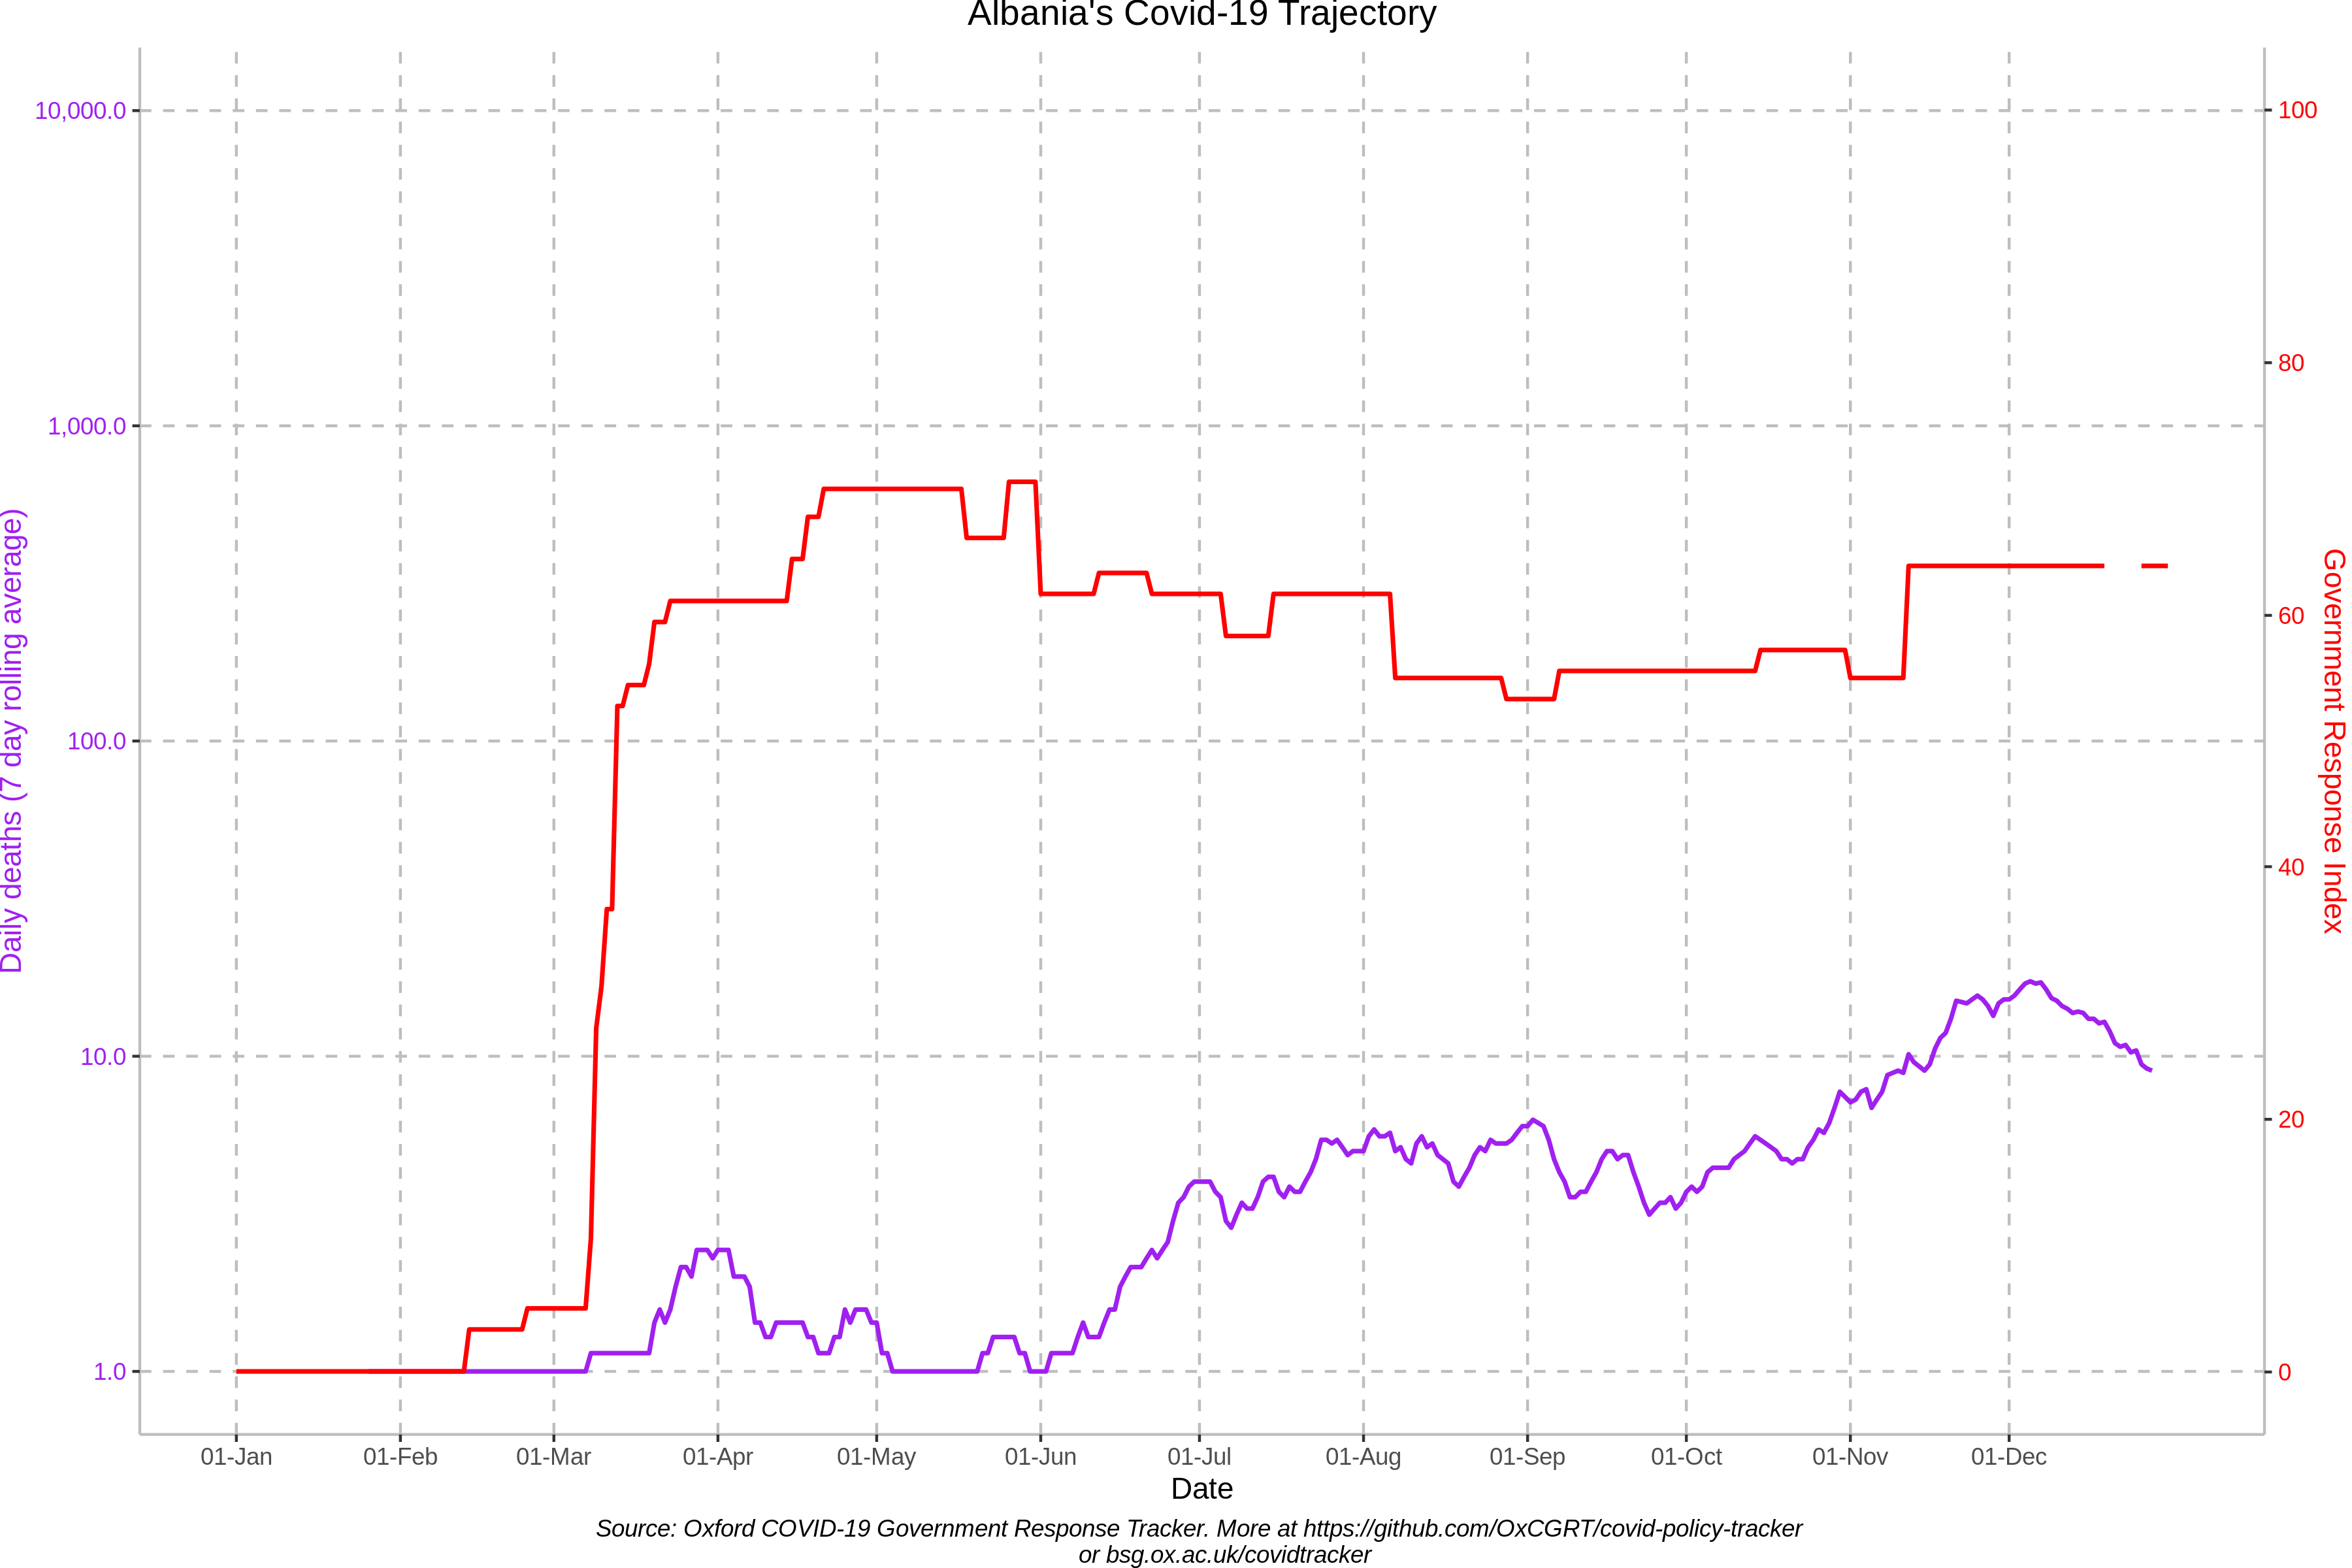 Albania's Covid-19 Trajectory
10,000.0
1,000.0
100.0
10.0
1.0
Daily deaths (7 day rolling average)
100
80
60
40
20
0
Government Response Index
01-Jan 01-Feb 01-Mar 01-Apr 01-May 01-Jun 01-Jul 01-Aug 01-Sep 01-Oct 01-Nov 01-Dec
Date
Source: Oxford COVID-19 Government Response Tracker. More at https://github.com/OxCGRT/covid-policy-tracker
or bsg.ox.ac.uk/covidtracker